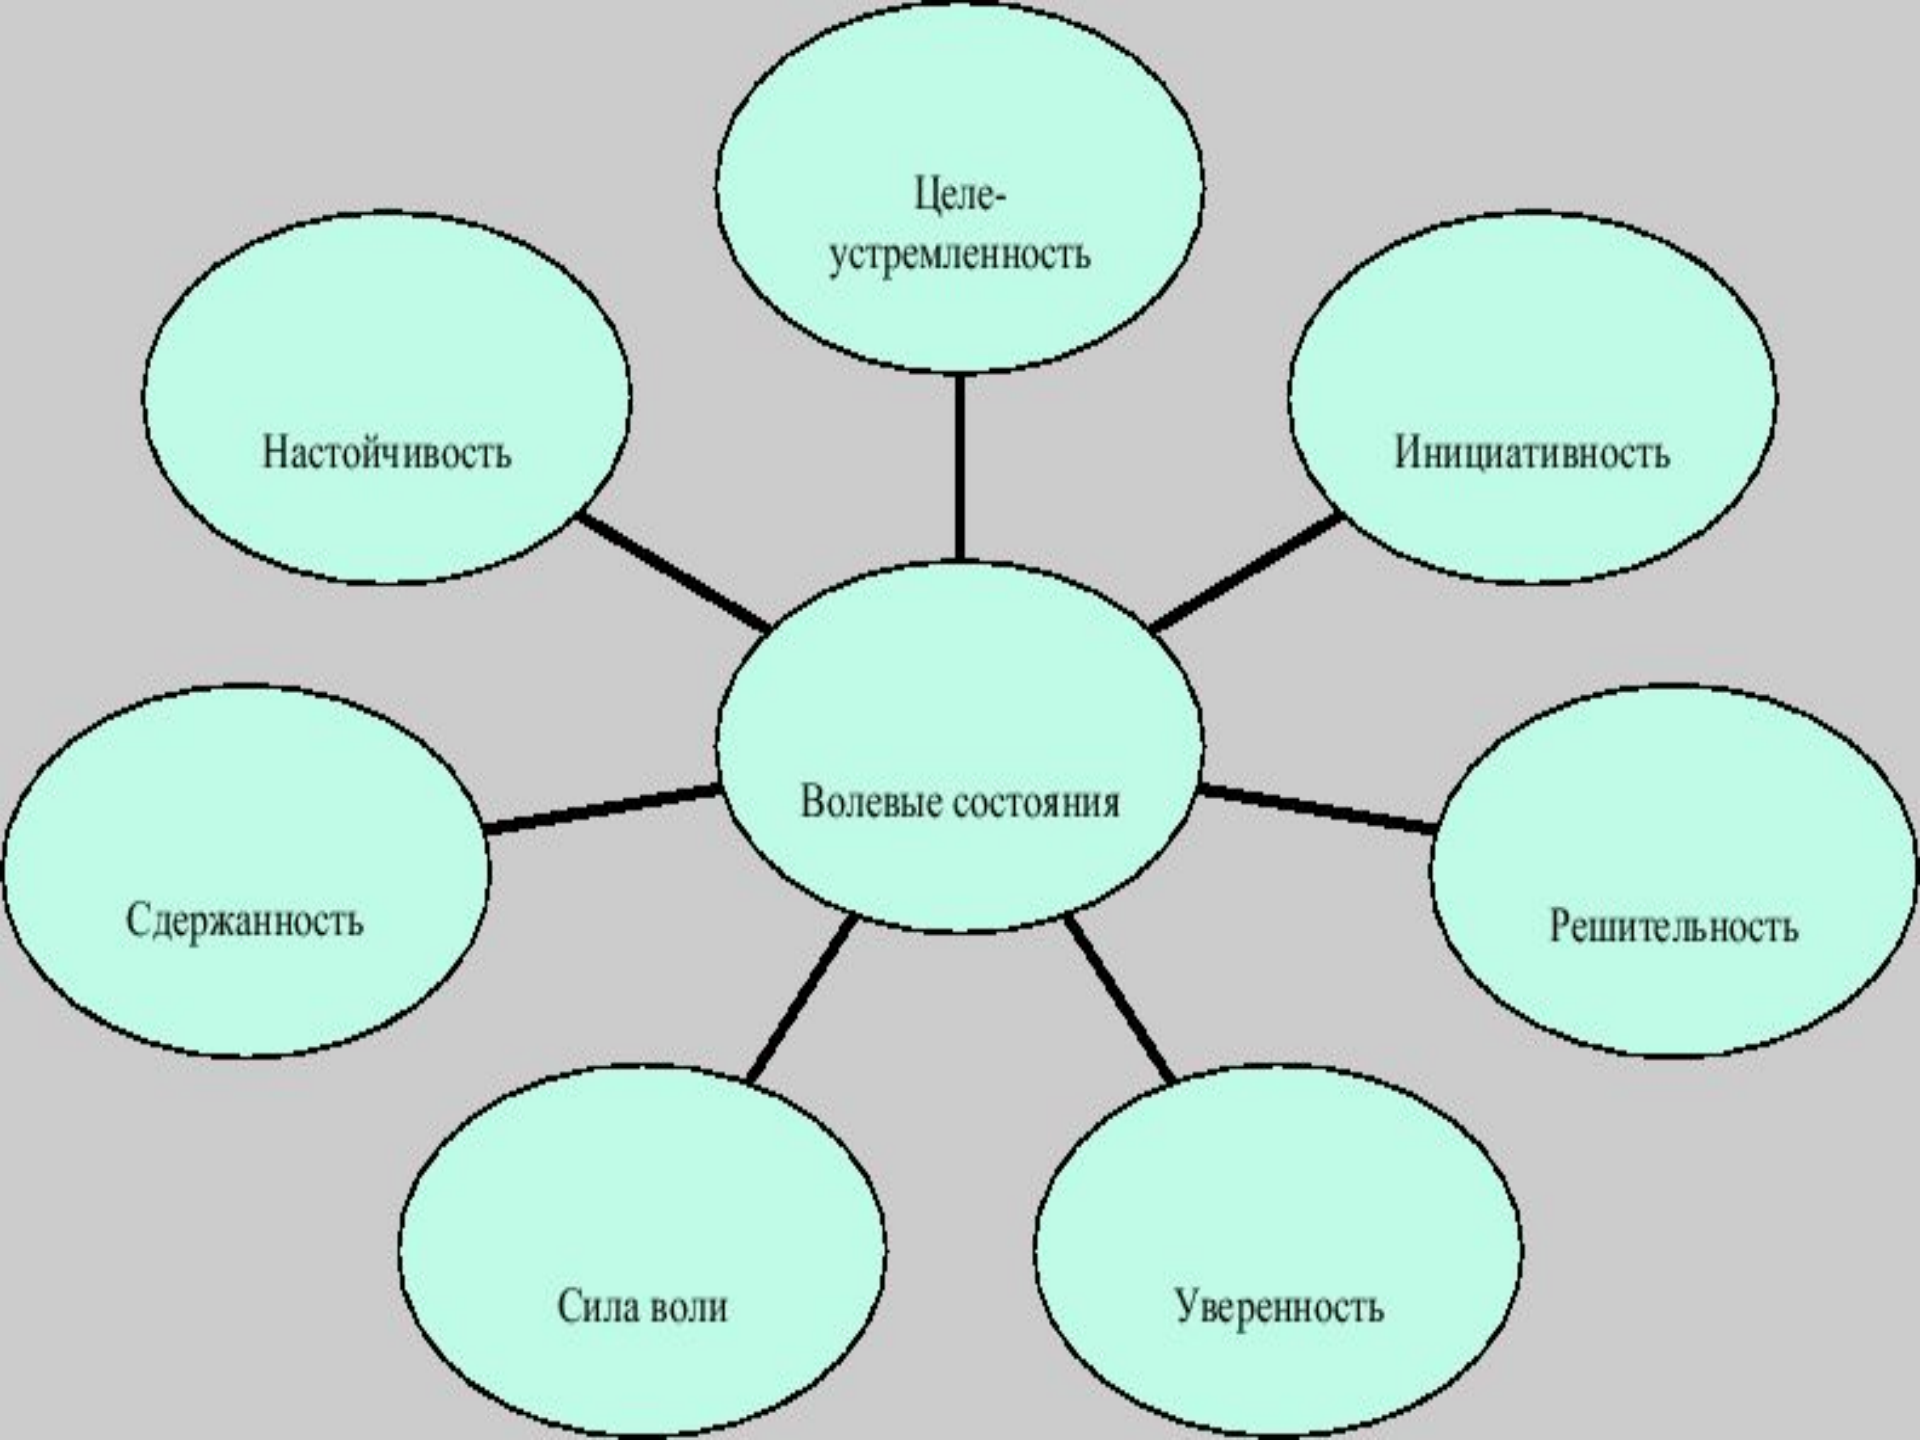 Целе-
устремленность
Настойчивость
Инициативность
Волевые состояния
Сдержанность
Решительность
Сила воли
Уверенность